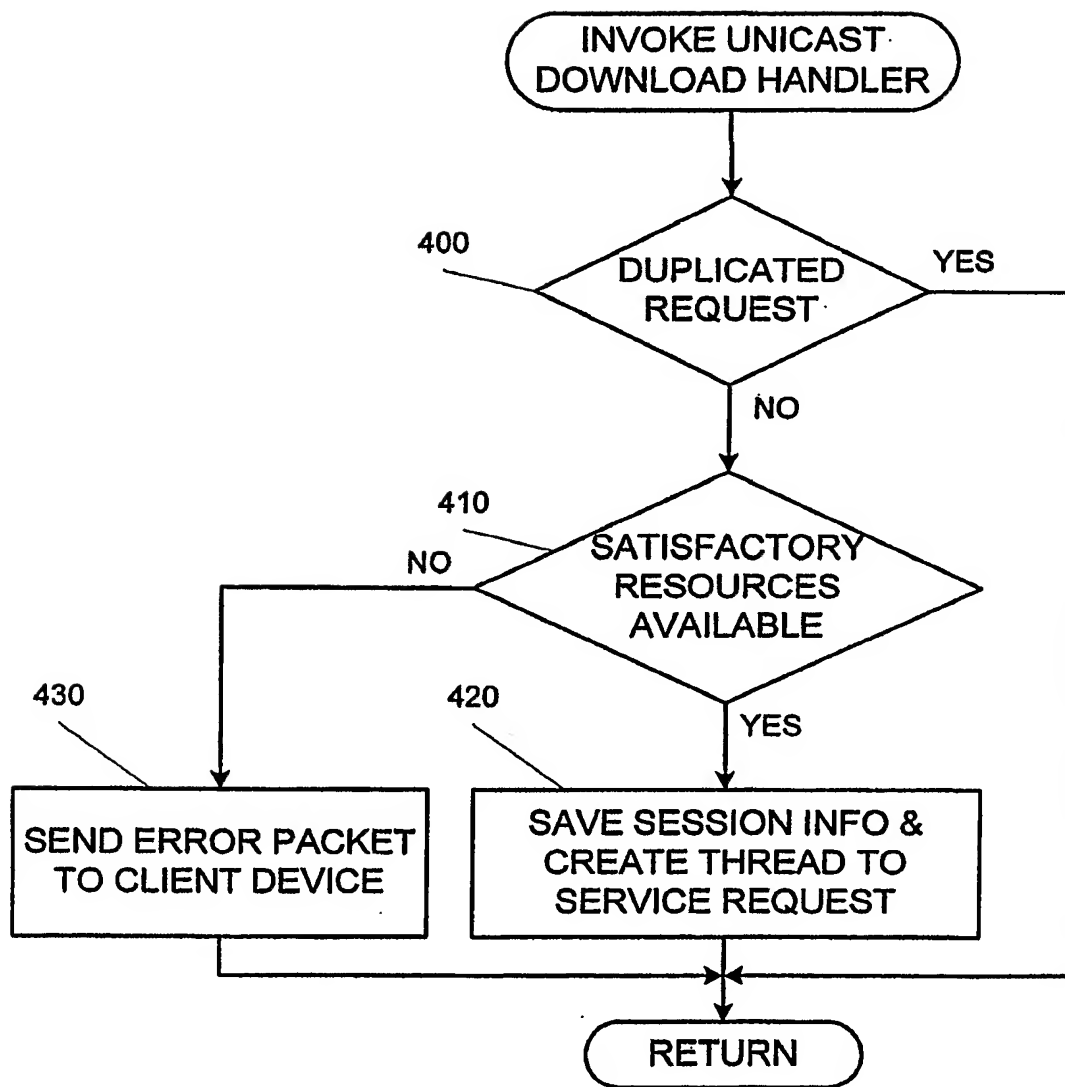 INVOKE UNICAST
DOWNLOAD HANDLER
400
DUPLICATED
REQUEST
YES
NO
410
SATISFACTORY
RESOURCES
AVAILABLE
NO
YES
430
SEND ERROR PACKET
TO CLIENT DEVICE
420
SAVE SESSION INFO &
CREATE THREAD TO
SERVICE REQUEST
RETURN